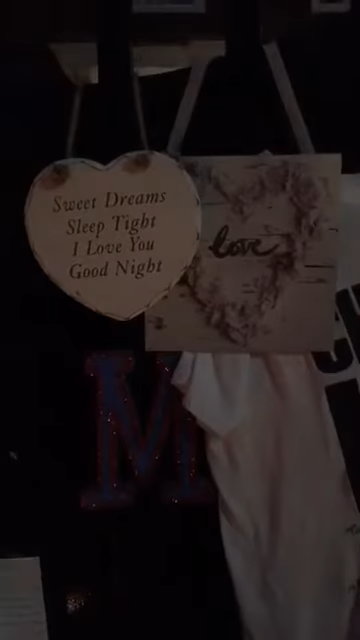 Sweet Dreams
Sleep Tight
I Love You
Good Night
love
M